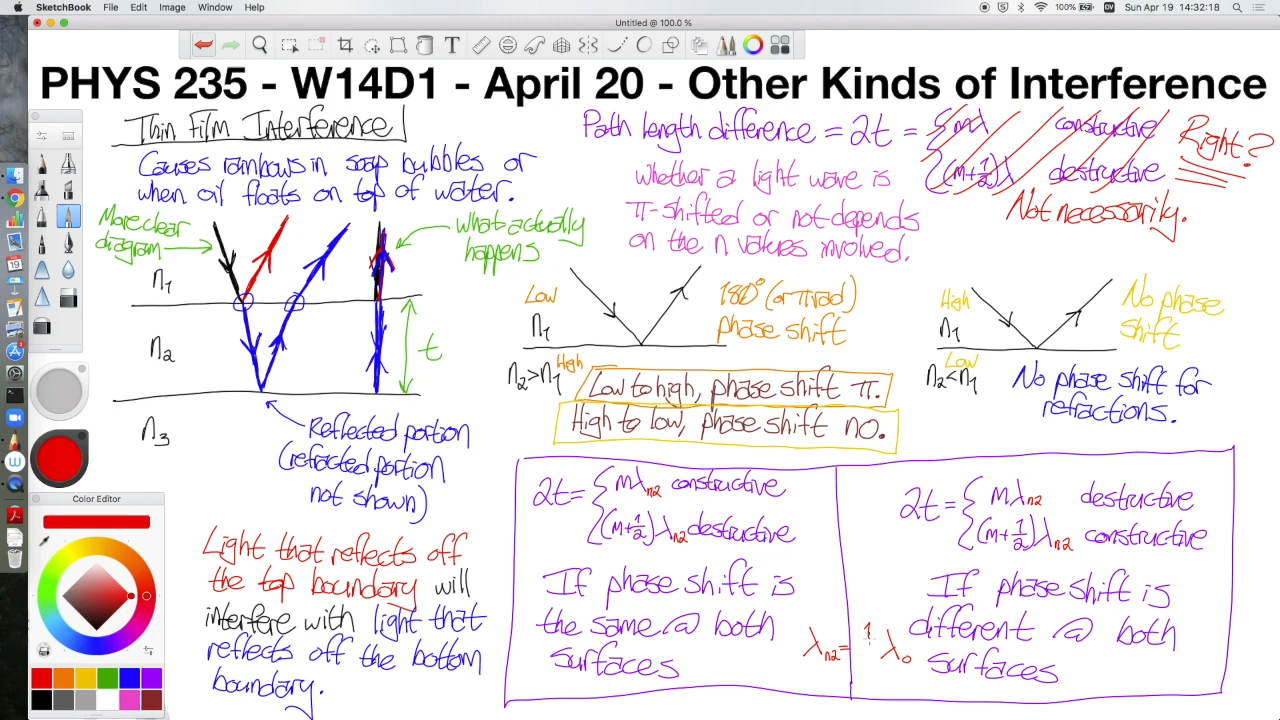 SketchBook File Edit Image Window Help
100% Sun Apr 19 14:32:18
Untitled @ 100.0 %
PHYS 235 - W14D1 - April 20 - Other Kinds of Interference
Thin Film Interference
Causes rainbows in soap bubbles or
when oil floats on top of water.
More clear
diagram
what actually
happens
n₁
n₂
t
n₃
Reflected portion
(refracted portion
not shown)
Light that reflects off
the top boundary will
interfere with light that
reflects off the bottom
boundary.
Path length difference = 2t = { mλ constructive
(m+1/2)λ destructive
Right?
Not necessarily.
Whether a light wave is
π-shifted or not depends
on the n values involved.
Low
n₁
n₂>n₁ High
180° (or π rad)
phase shift
High
n₁
Low
n₂<n₁
No phase
shift
No phase shift for
refractions.
Low to high, phase shift π.
High to low, phase shift no.
2t = { mλn2 constructive
(m+1/2)λn2 destructive
If phase shift is
the same @ both
surfaces
2t = { mλn2 destructive
(m+1/2)λn2 constructive
If phase shift is
different @ both
surfaces
λn2 = 1 λ₀
Color Editor